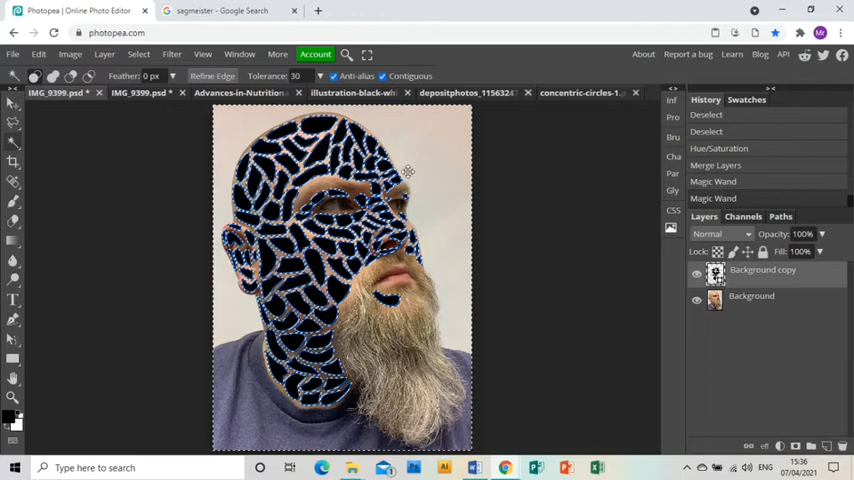 Photopea | Online Photo Editor
sagmeister - Google Search
photopea.com
Mr
File Edit Image Layer Select Filter View Window More Account
About Report a bug Learn Blog API
Feather: 0 px Refine Edge Tolerance: 30 Anti-alias Contiguous
IMG_9399.psd * IMG_9399.psd * Advances-in-Nutrition illustration-black-whi depositphotos_11563247 concentric-circles-1.p
Inf
Pro
Bru
Cha
Par
Gly
CSS
History Swatches
Deselect
Deselect
Hue/Saturation
Merge Layers
Magic Wand
Magic Wand
Layers Channels Paths
Normal Opacity: 100%
Lock: Fill: 100%
Background copy
Background
eff
Type here to search
ENG
15:36
07/04/2021